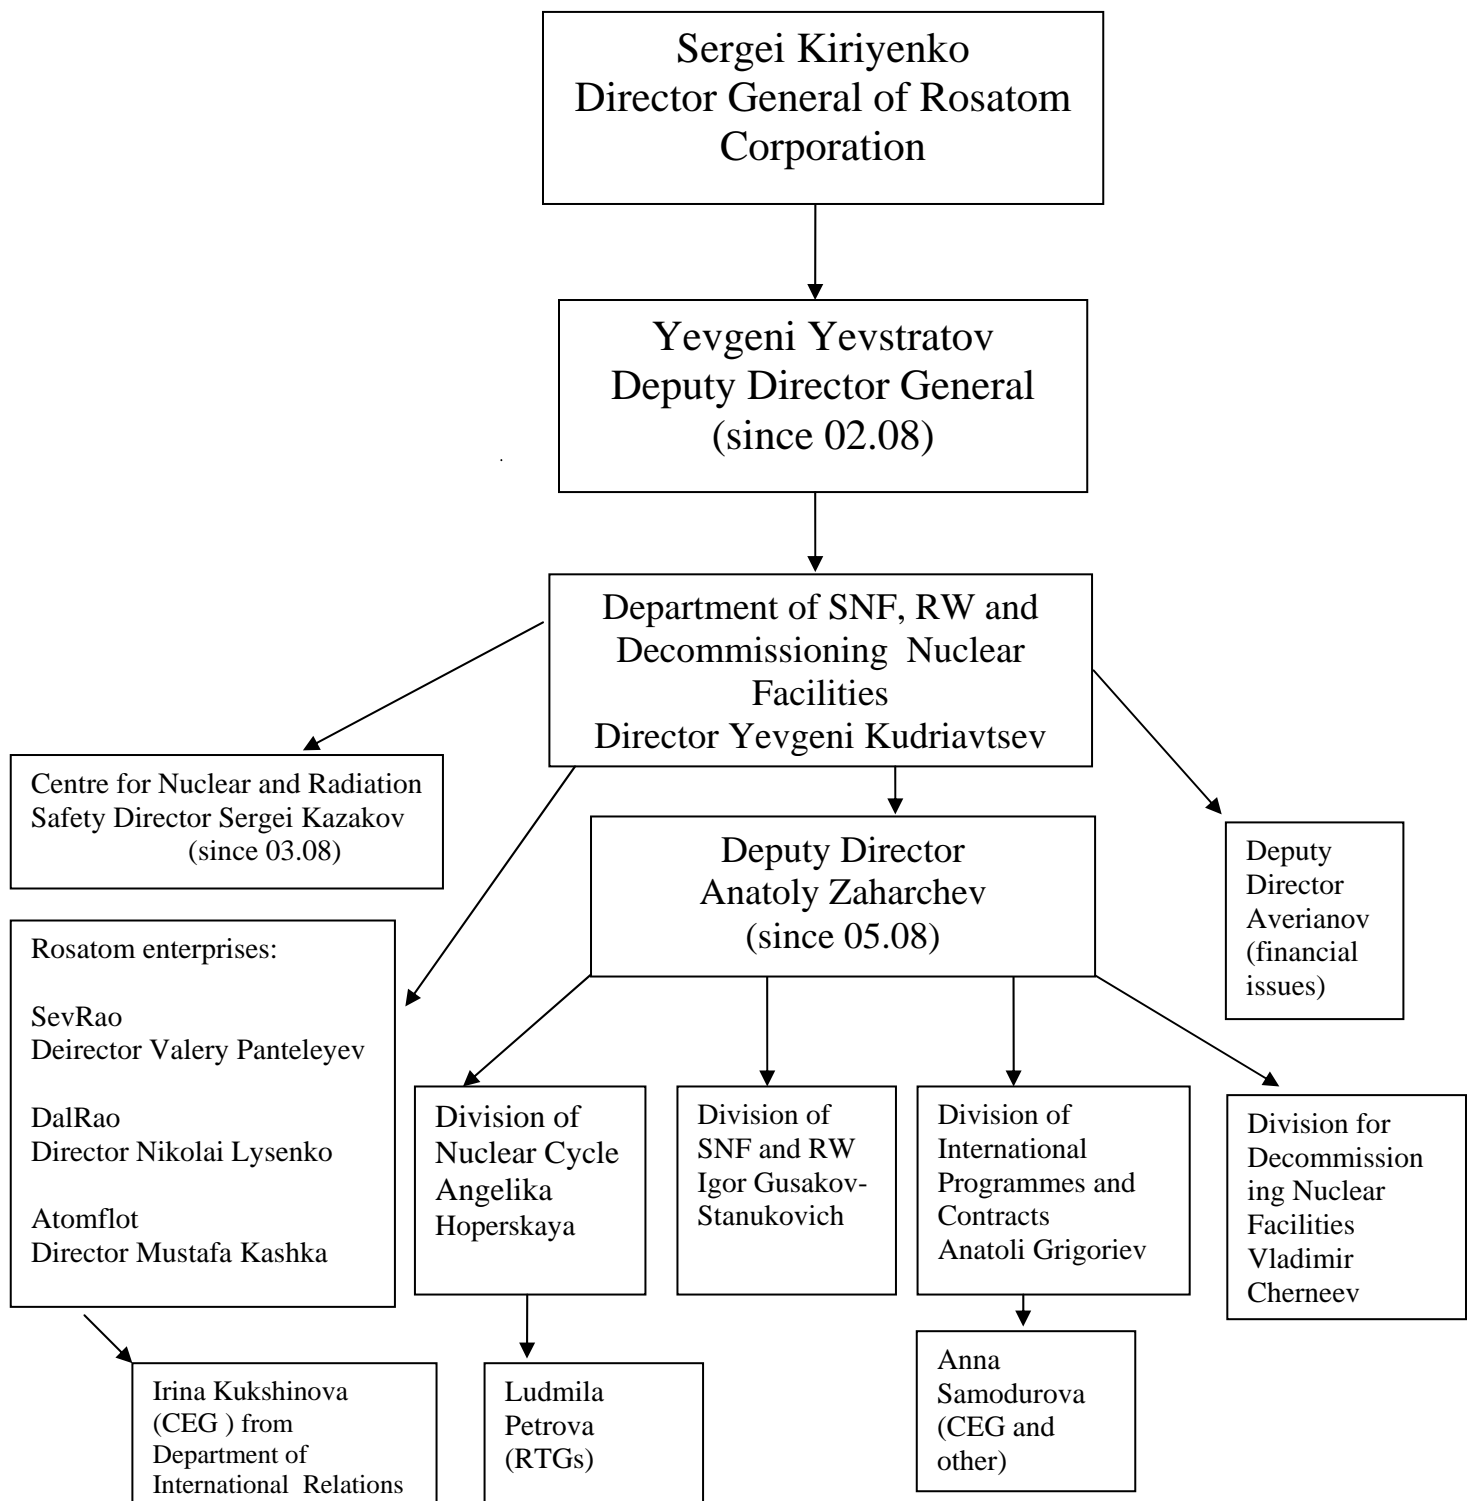 Sergei Kiriyenko
Director General of Rosatom
Corporation
Yevgeni Yevstratov
Deputy Director General
(since 02.08)
Department of SNF, RW and
Decommissioning Nuclear
Facilities
Director Yevgeni Kudriavtsev
Centre for Nuclear and Radiation
Safety Director Sergei Kazakov
(since 03.08)
Deputy Director
Anatoly Zaharchev
(since 05.08)
Deputy
Director
Averianov
(financial
issues)
Rosatom enterprises:
SevRao
Deirector Valery Panteleyev
DalRao
Director Nikolai Lysenko
Atomflot
Director Mustafa Kashka
Division of
Nuclear Cycle
Angelika
Hoperskaya
Division of
SNF and RW
Igor Gusakov-
Stanukovich
Division of
International
Programmes and
Contracts
Anatoli Grigoriev
Division for
Decommission
ing Nuclear
Facilities
Vladimir
Cherneev
Irina Kukshinova
(CEG ) from
Department of
International Relations
Ludmila
Petrova
(RTGs)
Anna
Samodurova
(CEG and
other)